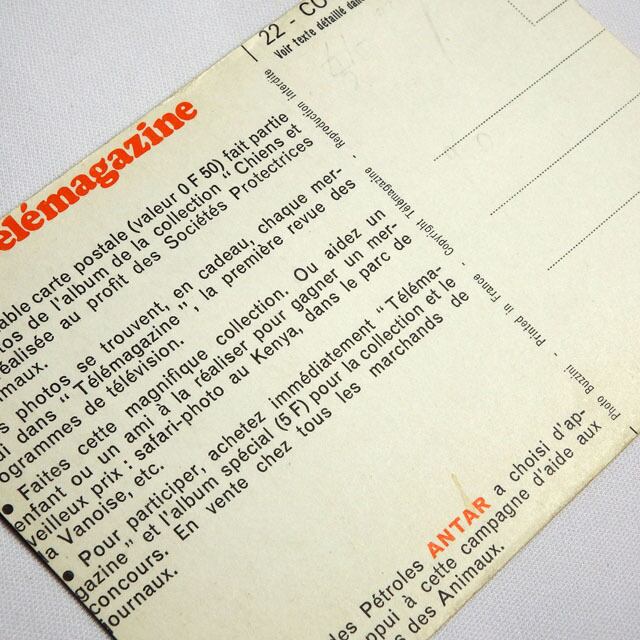 élémagazine
able carte postale (valeur 0 F 50) fait partie
tos de l'album de la collection " Chiens et
réalisée au profit des Sociétés Protectrices
maux.
s photos se trouvent, en cadeau, chaque mer-
di dans " Télémagazine ", la première revue des
ogrammes de télévision.
• Faites cette magnifique collection. Ou aidez un
enfant ou un ami à la réaliser pour gagner un mer-
veilleux prix : safari-photo au Kenya, dans le parc de
la Vanoise, etc.
• Pour participer, achetez immédiatement " Téléma-
gazine " et l'album spécial (5 F) pour la collection et le
concours. En vente chez tous les marchands de
journaux.
les Pétroles ANTAR a choisi d'ap-
appui à cette campagne d'aide aux
s des Animaux.
22 - CO
Voir texte détaillé dan
Photo Buzzini - Printed in France - Copyright Télémagazine - Reproduction interdite